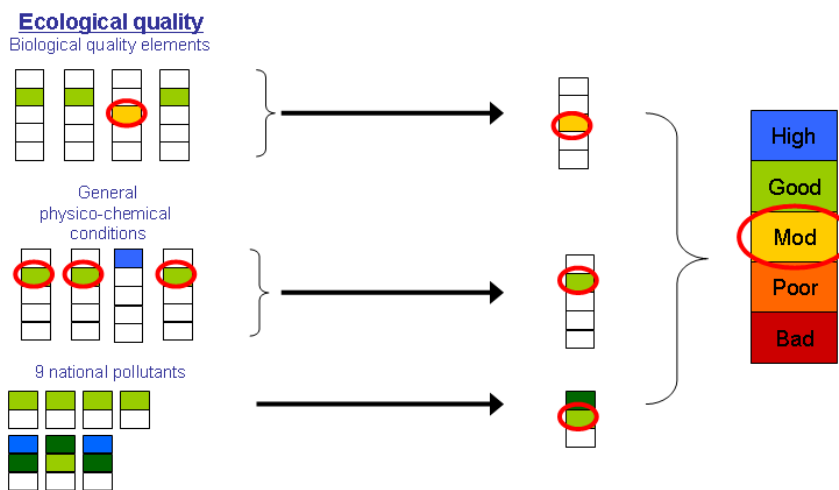 Ecological quality
Biological quality elements
General
physico-chemical
conditions
9 national pollutants
High
Good
Mod
Poor
Bad